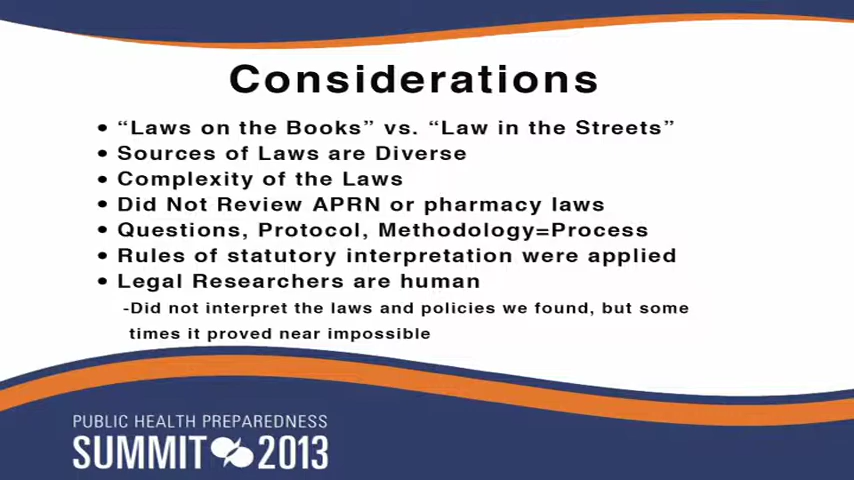 Considerations
• “Laws on the Books” vs. “Law in the Streets”
• Sources of Laws are Diverse
• Complexity of the Laws
• Did Not Review APRN or pharmacy laws
• Questions, Protocol, Methodology=Process
• Rules of statutory interpretation were applied
• Legal Researchers are human
-Did not interpret the laws and policies we found, but some
times it proved near impossible
PUBLIC HEALTH PREPAREDNESS
SUMMIT 2013